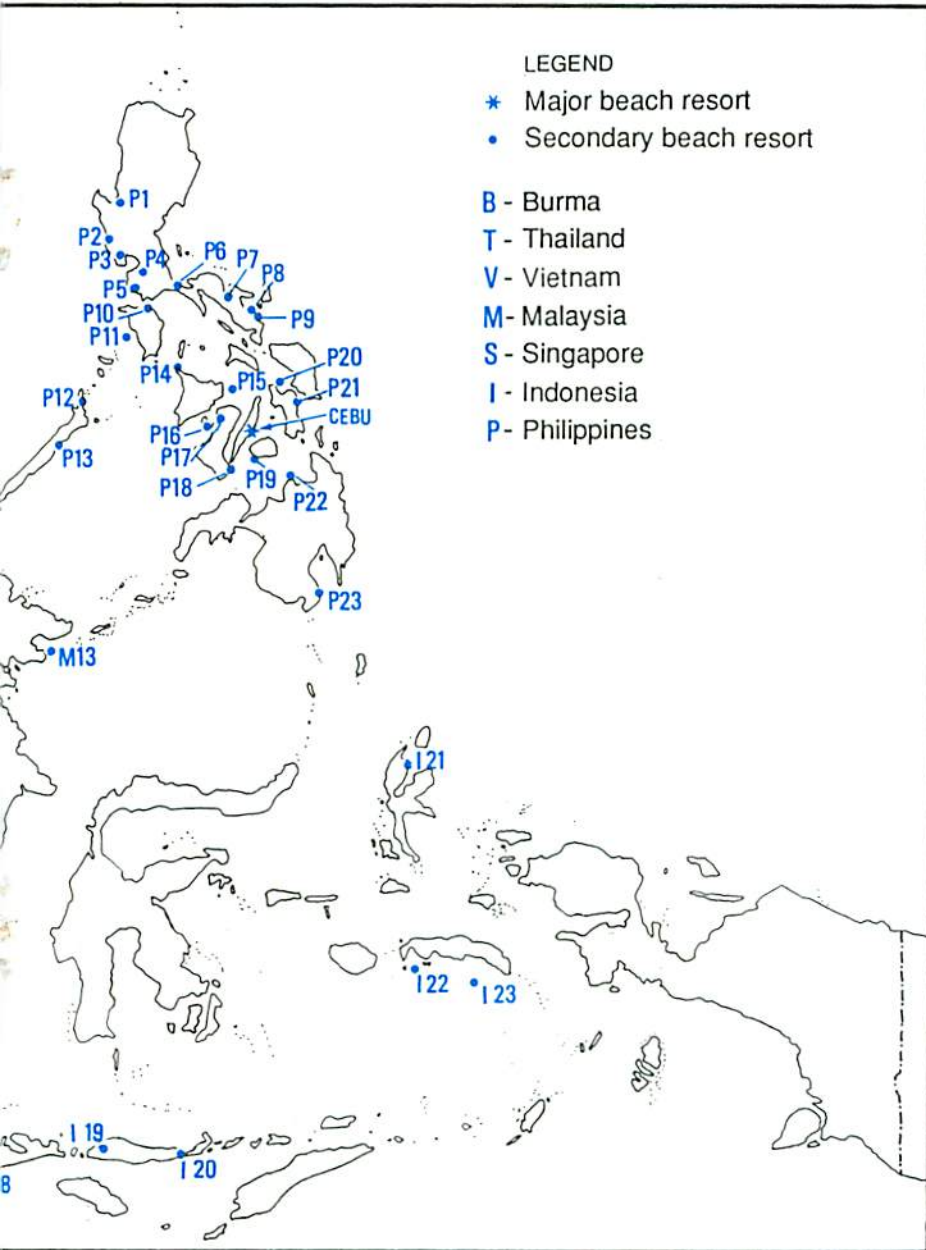 LEGEND
* Major beach resort
• Secondary beach resort
B - Burma
T - Thailand
V - Vietnam
M - Malaysia
S - Singapore
I - Indonesia
P - Philippines
P1
P2
P3
P4
P5
P6
P7
P8
P9
P10
P11
P12
P13
P14
P15
P16
P17
P18
P19
P20
P21
CEBU
P22
P23
M13
I 21
I 22
I 23
I 19
I 20
8